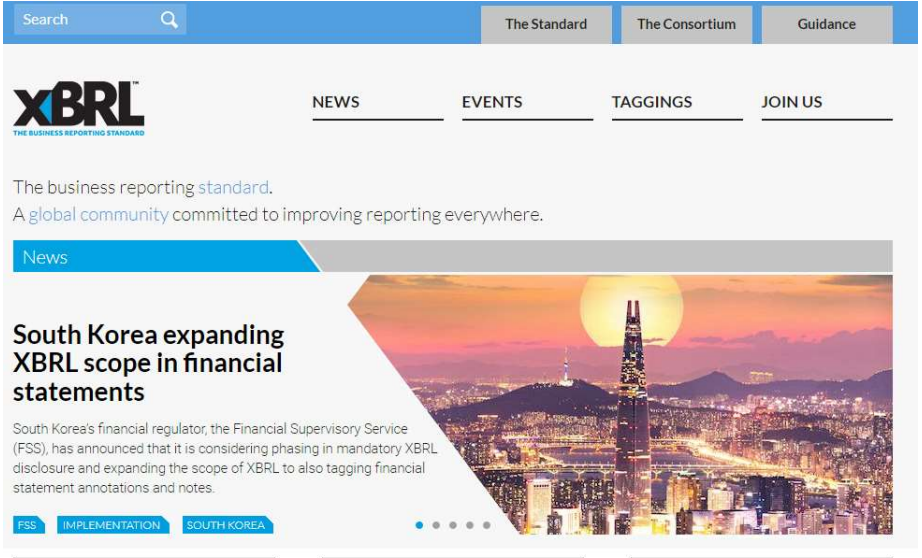 Search
The Standard
The Consortium
Guidance
XBRL™
THE BUSINESS REPORTING STANDARD
NEWS
EVENTS
TAGGINGS
JOIN US
The business reporting standard.
A global community committed to improving reporting everywhere.
News
South Korea expanding
XBRL scope in financial
statements
South Korea's financial regulator, the Financial Supervisory Service
(FSS), has announced that it is considering phasing in mandatory XBRL
disclosure and expanding the scope of XBRL to also tagging financial
statement annotations and notes.
FSS
IMPLEMENTATION
SOUTH KOREA